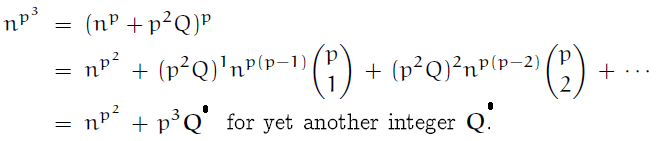 n^{p^3} = (n^p + p^2Q)^p
= n^{p^2} + (p^2Q)^1 n^{p(p−1)} \binom{p}{1} + (p^2Q)^2 n^{p(p−2)} \binom{p}{2} + ⋯
= n^{p^2} + p^3Q' for yet another integer Q'.